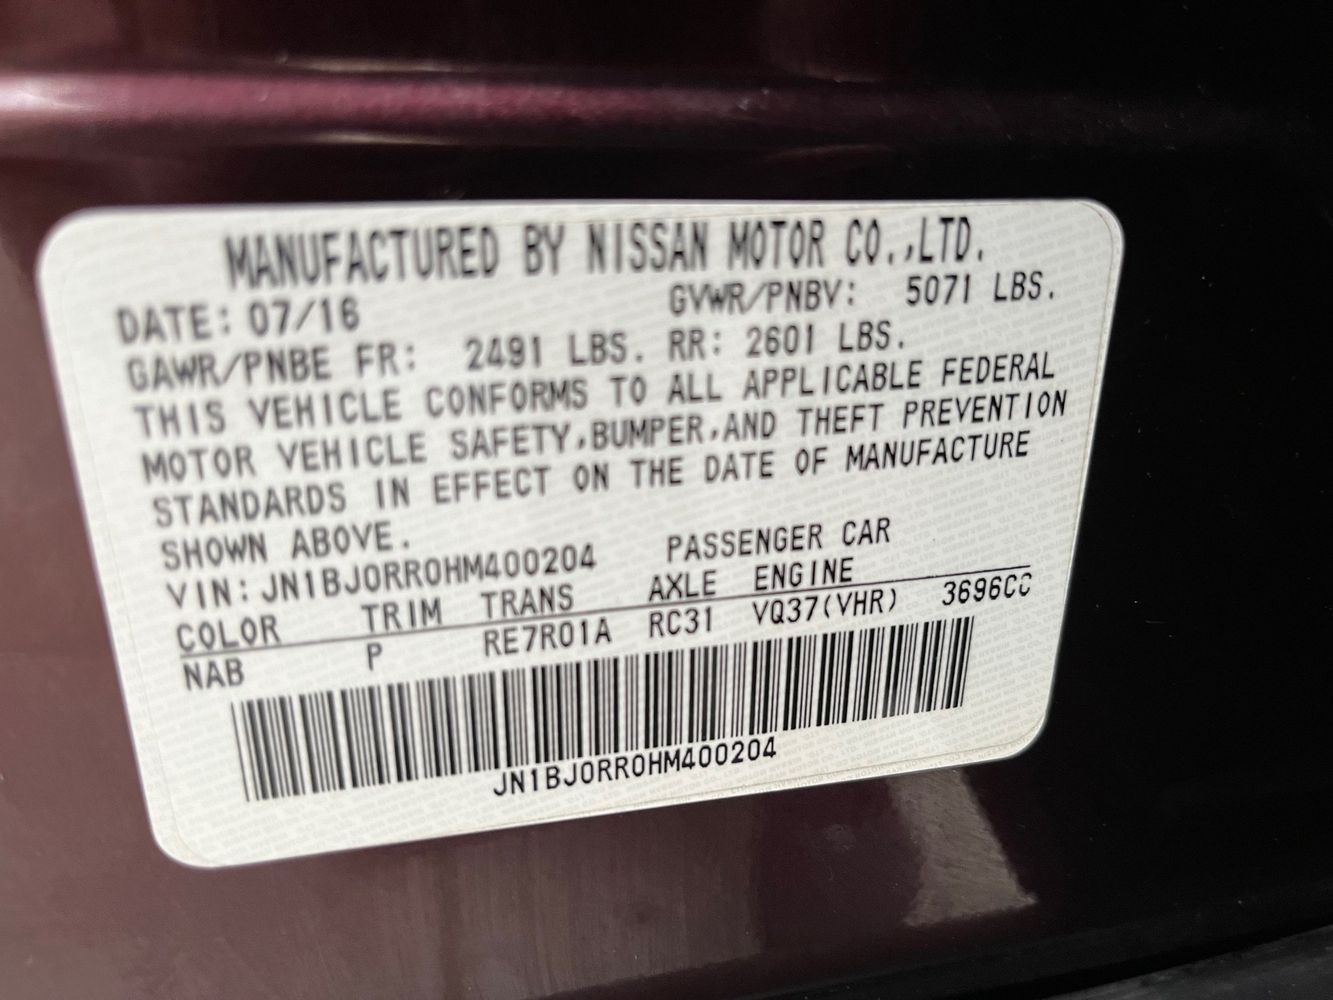 MANUFACTURED BY NISSAN MOTOR CO.,LTD.
DATE: 07/16 GVWR/PNBV: 5071 LBS.
GAWR/PNBE FR: 2491 LBS. RR: 2601 LBS.
THIS VEHICLE CONFORMS TO ALL APPLICABLE FEDERAL
MOTOR VEHICLE SAFETY,BUMPER,AND THEFT PREVENTION
STANDARDS IN EFFECT ON THE DATE OF MANUFACTURE
SHOWN ABOVE.
VIN: JN1BJ0RR0HM400204 PASSENGER CAR
COLOR TRIM TRANS AXLE ENGINE
NAB P RE7R01A RC31 VQ37(VHR) 3696CC
JN1BJ0RR0HM400204